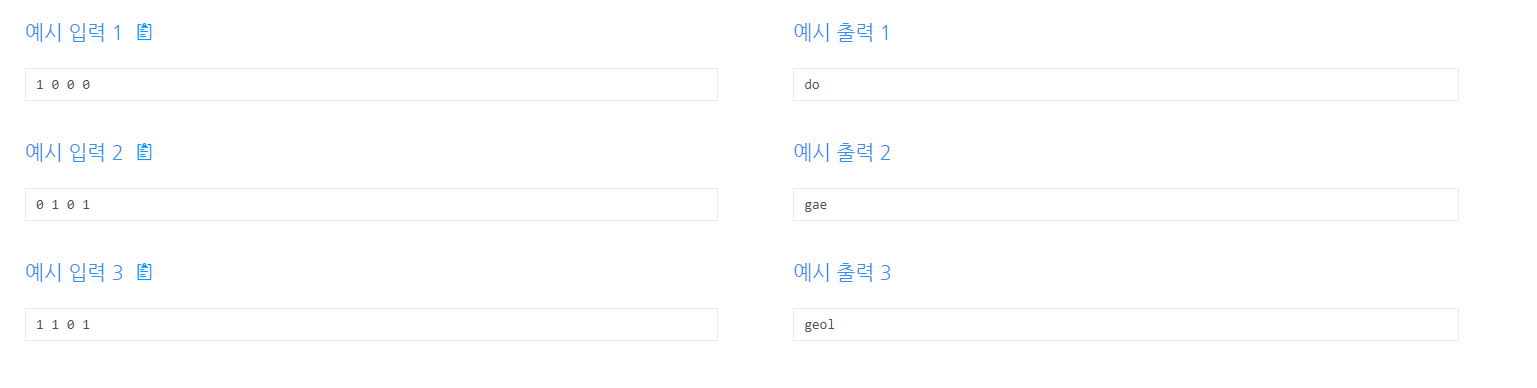 예시 입력 1
예시 출력 1
1 0 0 0
do
예시 입력 2
예시 출력 2
0 1 0 1
gae
예시 입력 3
예시 출력 3
1 1 0 1
geol